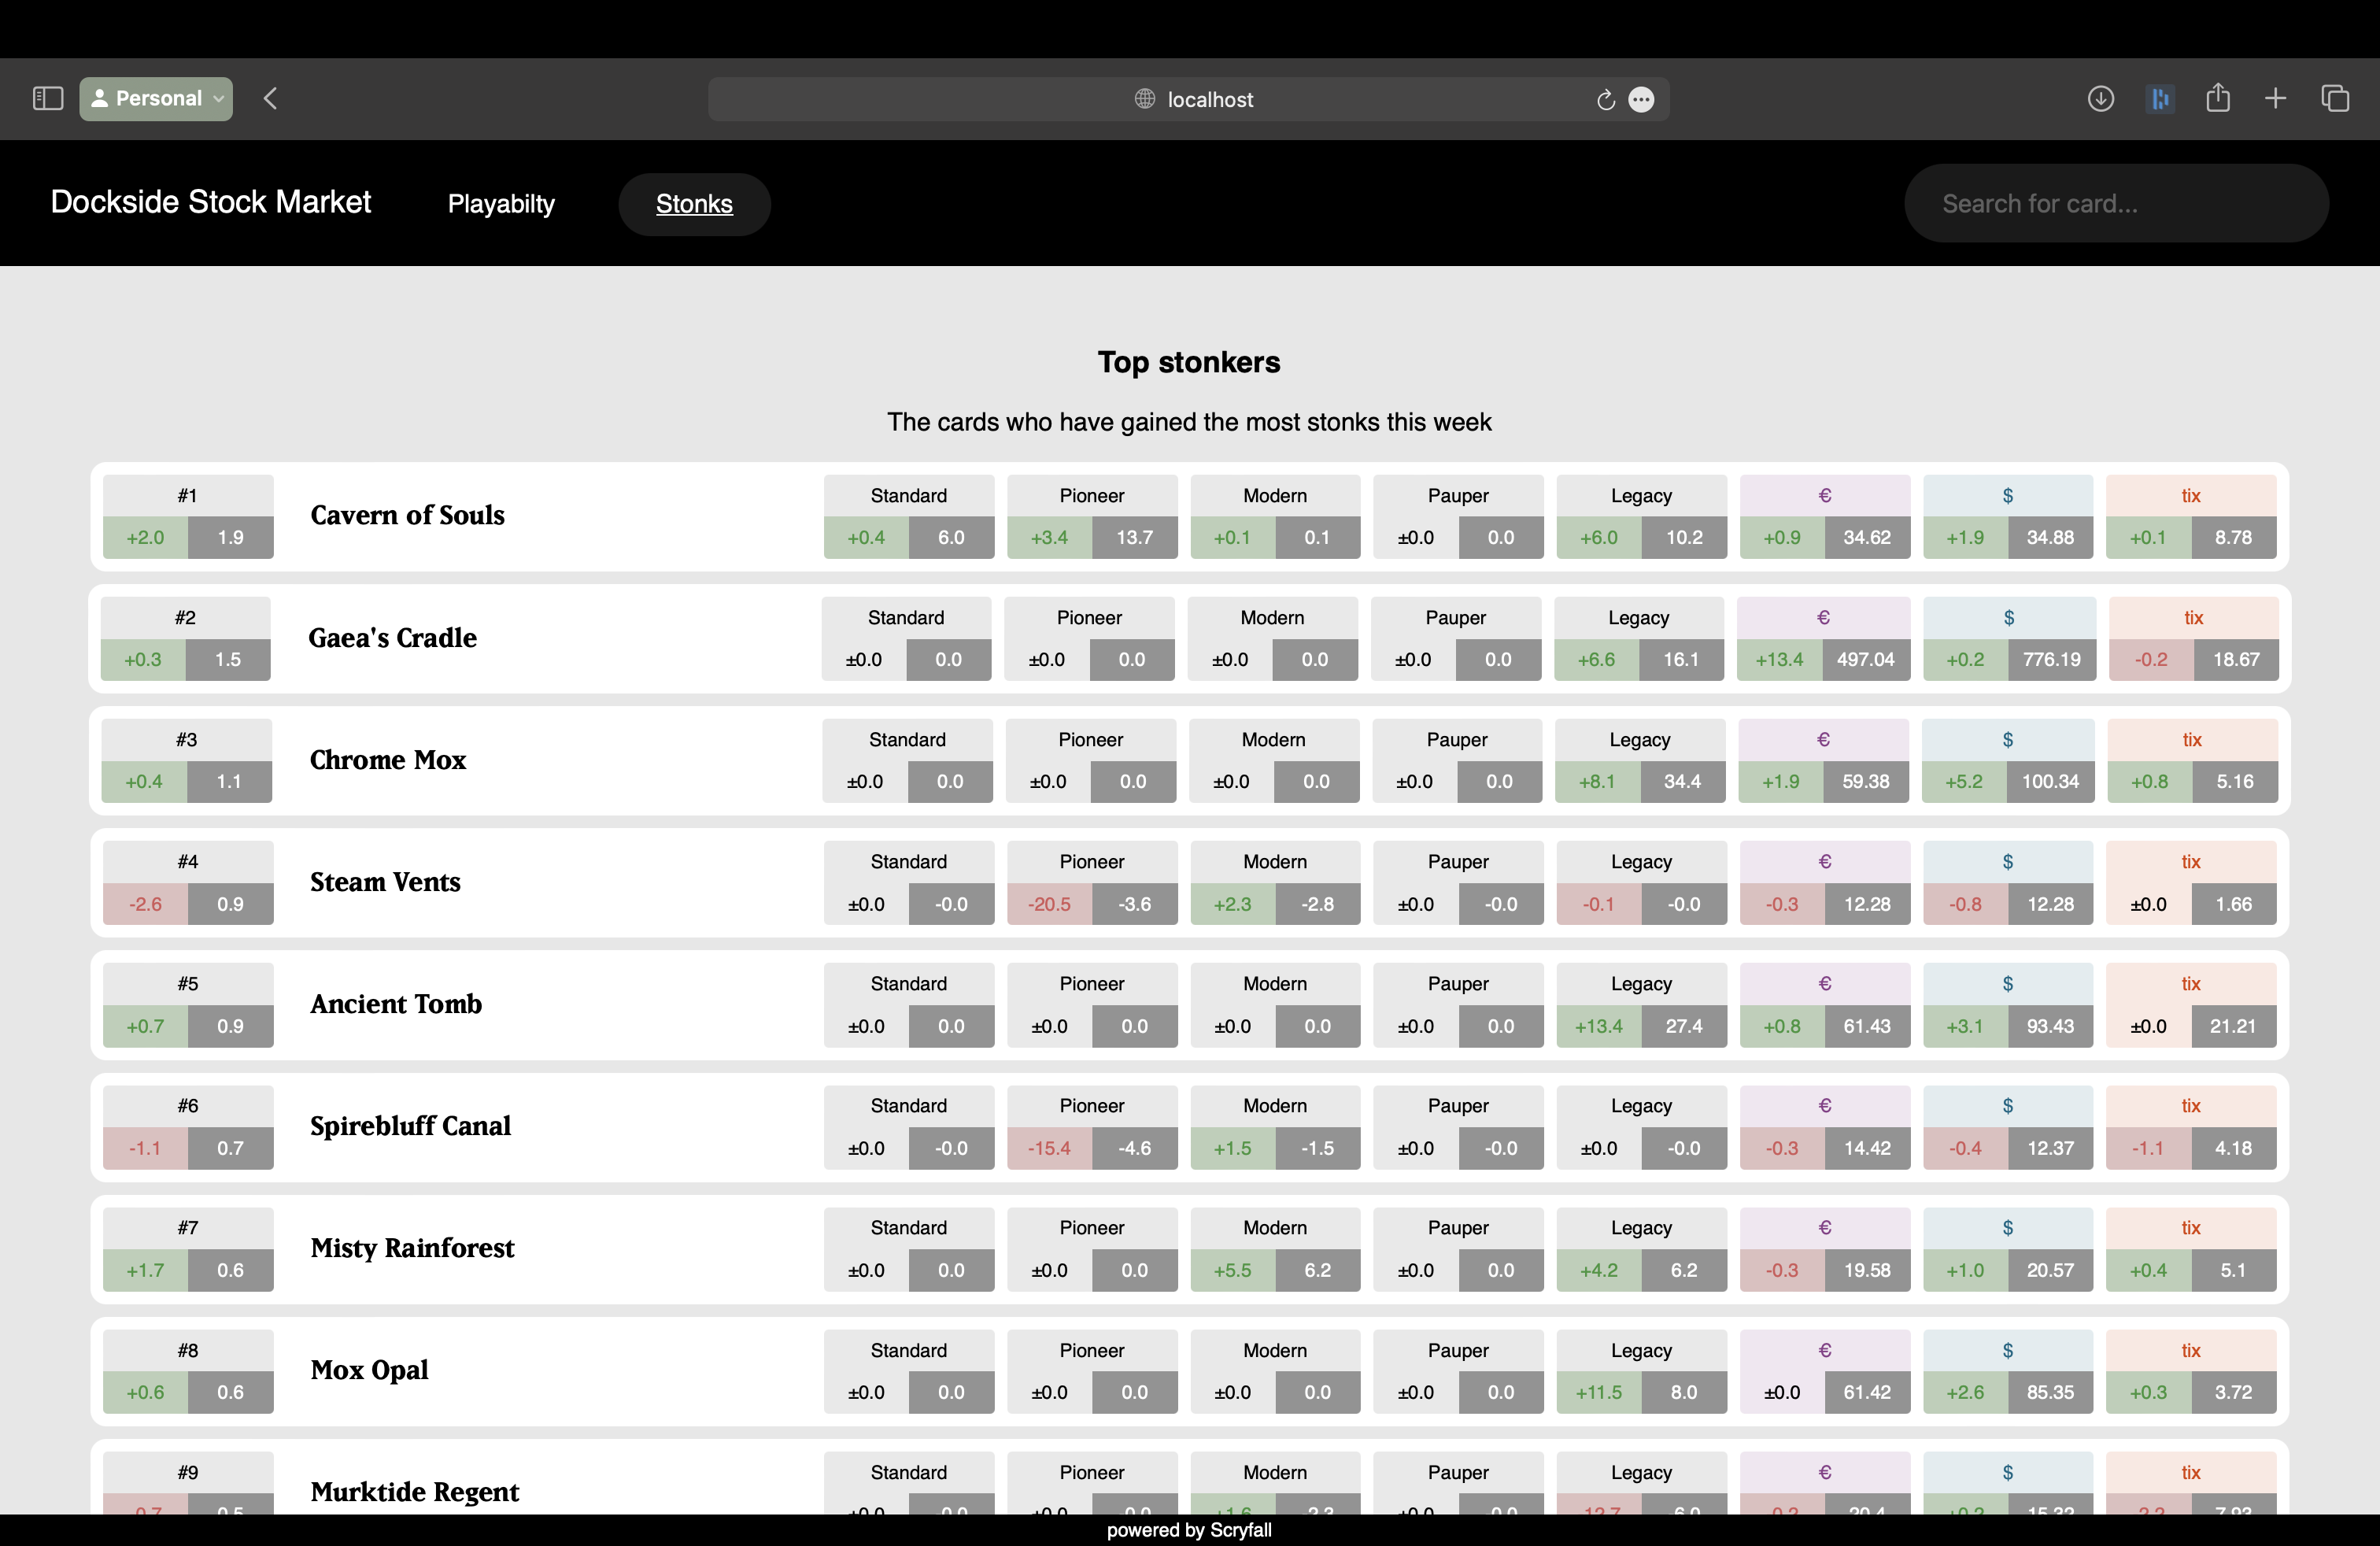 Personal
localhost
Dockside Stock Market Playabilty Stonks Search for card...
Top stonkers
The cards who have gained the most stonks this week
#1 Standard Pioneer Modern Pauper Legacy € $ tix
Cavern of Souls
+2.0 1.9 +0.4 6.0 +3.4 13.7 +0.1 0.1 ±0.0 0.0 +6.0 10.2 +0.9 34.62 +1.9 34.88 +0.1 8.78
#2 Standard Pioneer Modern Pauper Legacy € $ tix
Gaea's Cradle
+0.3 1.5 ±0.0 0.0 ±0.0 0.0 ±0.0 0.0 ±0.0 0.0 +6.6 16.1 +13.4 497.04 +0.2 776.19 -0.2 18.67
#3 Standard Pioneer Modern Pauper Legacy € $ tix
Chrome Mox
+0.4 1.1 ±0.0 0.0 ±0.0 0.0 ±0.0 0.0 ±0.0 0.0 +8.1 34.4 +1.9 59.38 +5.2 100.34 +0.8 5.16
#4 Standard Pioneer Modern Pauper Legacy € $ tix
Steam Vents
-2.6 0.9 ±0.0 -0.0 -20.5 -3.6 +2.3 -2.8 ±0.0 -0.0 -0.1 -0.0 -0.3 12.28 -0.8 12.28 ±0.0 1.66
#5 Standard Pioneer Modern Pauper Legacy € $ tix
Ancient Tomb
+0.7 0.9 ±0.0 0.0 ±0.0 0.0 ±0.0 0.0 ±0.0 0.0 +13.4 27.4 +0.8 61.43 +3.1 93.43 ±0.0 21.21
#6 Standard Pioneer Modern Pauper Legacy € $ tix
Spirebluff Canal
-1.1 0.7 ±0.0 -0.0 -15.4 -4.6 +1.5 -1.5 ±0.0 -0.0 ±0.0 -0.0 -0.3 14.42 -0.4 12.37 -1.1 4.18
#7 Standard Pioneer Modern Pauper Legacy € $ tix
Misty Rainforest
+1.7 0.6 ±0.0 0.0 ±0.0 0.0 +5.5 6.2 ±0.0 0.0 +4.2 6.2 -0.3 19.58 +1.0 20.57 +0.4 5.1
#8 Standard Pioneer Modern Pauper Legacy € $ tix
Mox Opal
+0.6 0.6 ±0.0 0.0 ±0.0 0.0 ±0.0 0.0 ±0.0 0.0 +11.5 8.0 ±0.0 61.42 +2.6 85.35 +0.3 3.72
#9 Standard Pioneer Modern Pauper Legacy € $ tix
Murktide Regent
powered by Scryfall